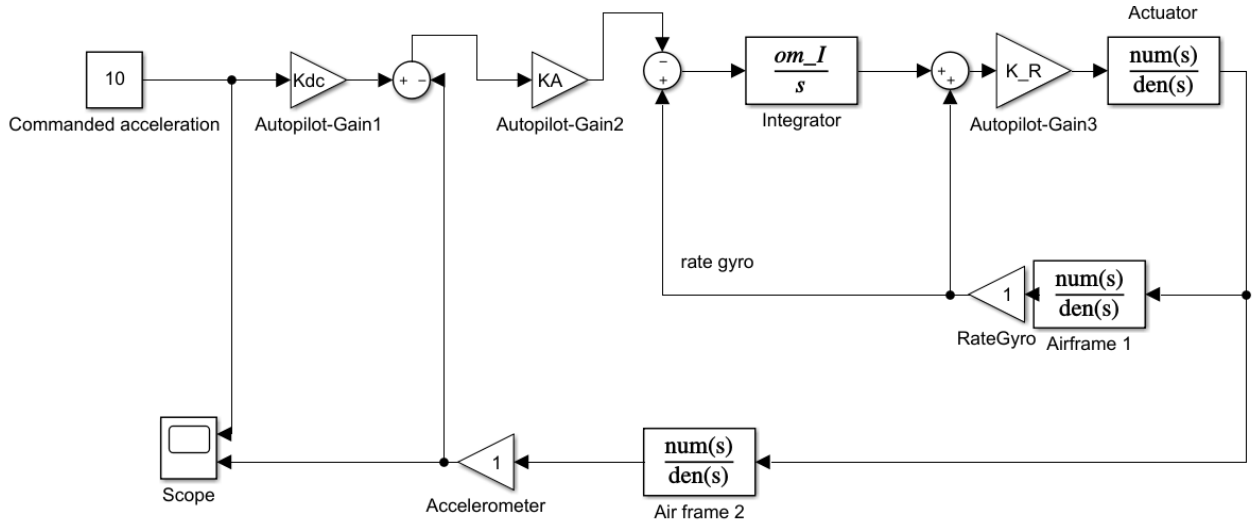 Actuator
10
Kdc
+ −
KA
−
+
om_I
s
+
+
K_R
num(s)
den(s)
Commanded acceleration
Autopilot-Gain1
Autopilot-Gain2
Integrator
Autopilot-Gain3
rate gyro
1
num(s)
den(s)
RateGyro
Airframe 1
1
num(s)
den(s)
Scope
Accelerometer
Air frame 2